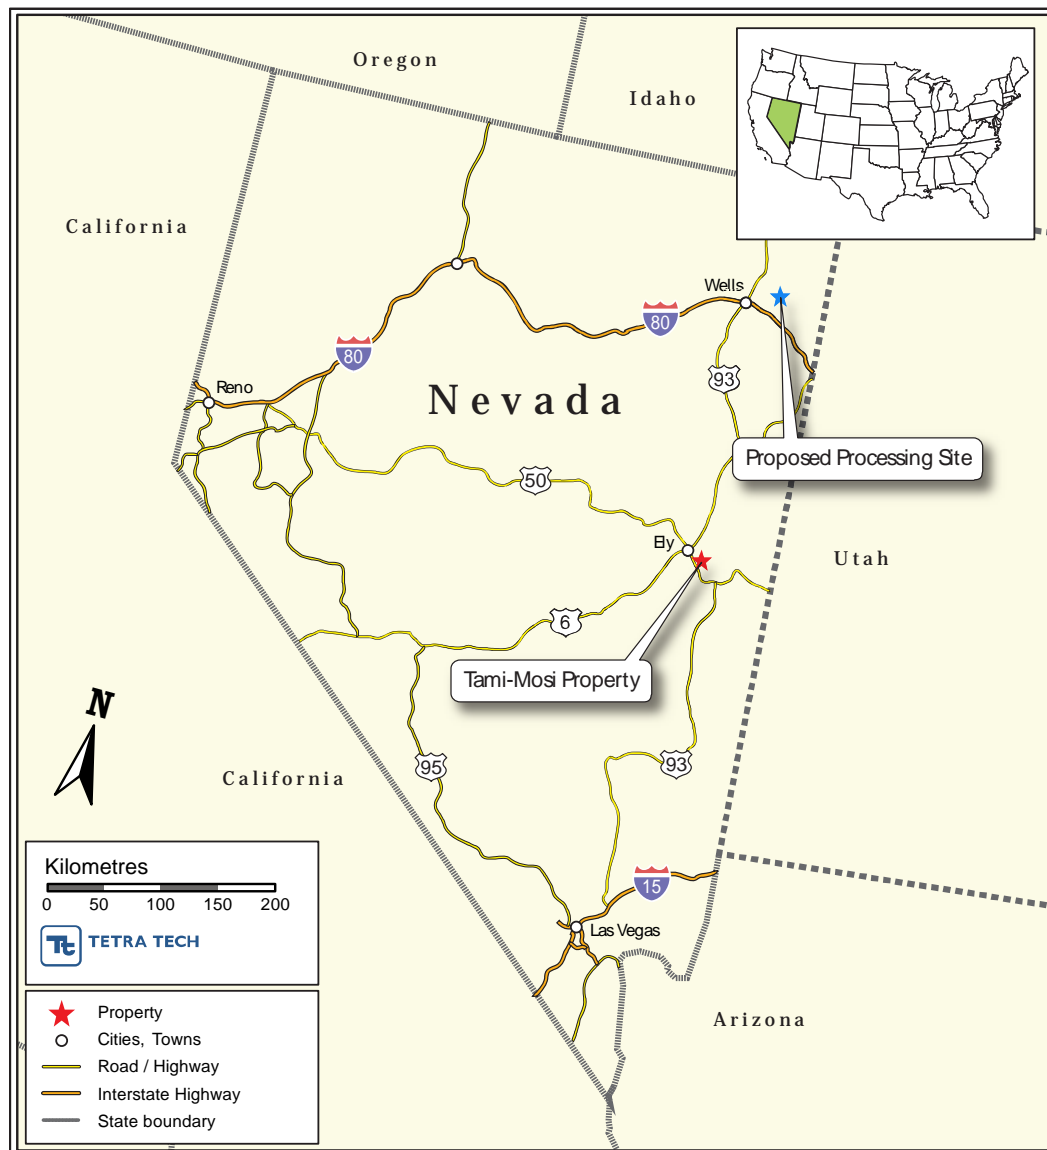 Oregon
Idaho
California
Wells
80
80
93
Reno
Nevada
Proposed Processing Site
50
Ely
Utah
6
Tami-Mosi Property
N
95
93
California
Kilometres
0 50 100 150 200
15
Tt TETRA TECH
Las Vegas
Arizona
Property
Cities, Towns
Road / Highway
Interstate Highway
State boundary